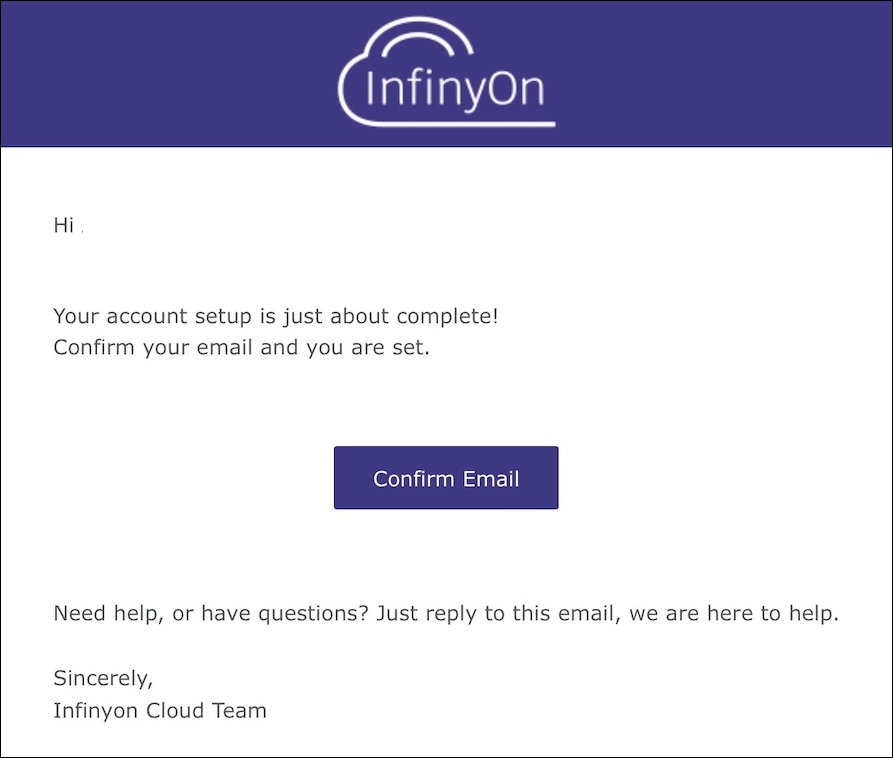 InfinyOn
Hi
Your account setup is just about complete!
Confirm your email and you are set.
Confirm Email
Need help, or have questions? Just reply to this email, we are here to help.
Sincerely,
Infinyon Cloud Team